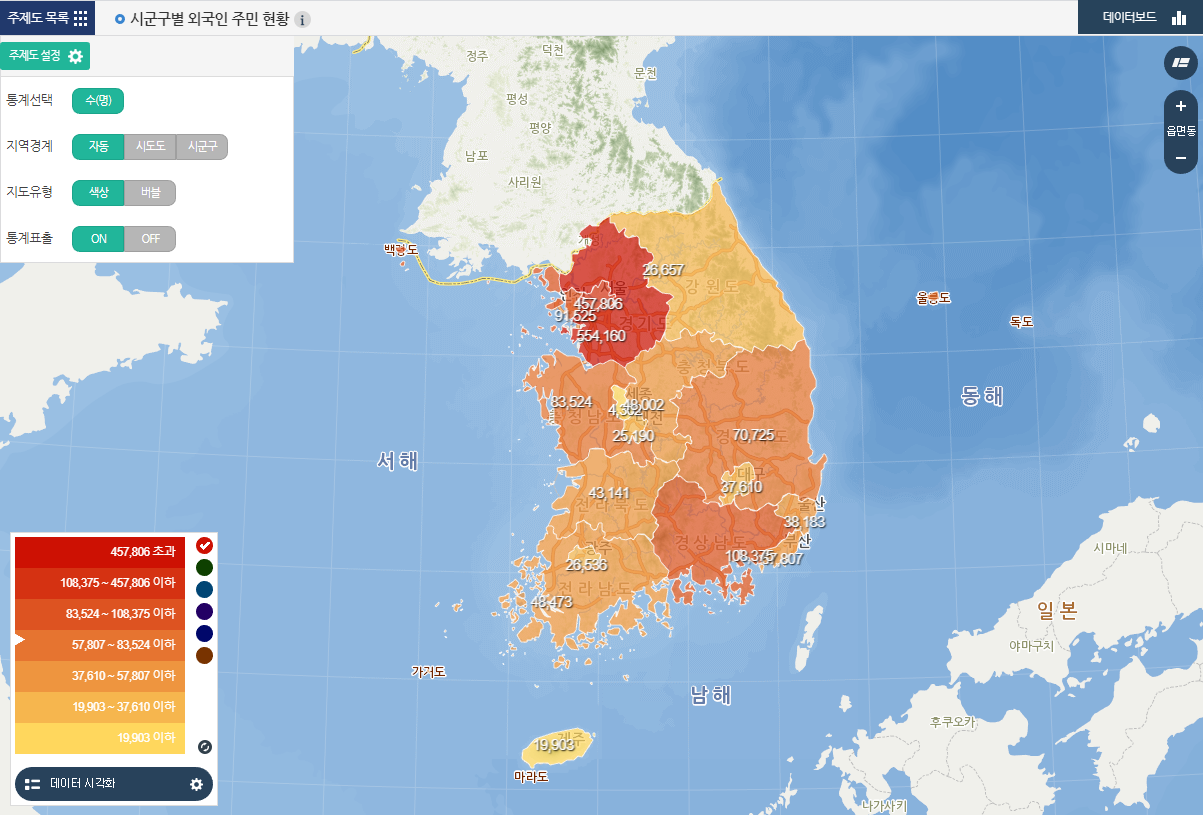 주제도 목록
시군구별 외국인 주민 현황
데이터보드
주제도 설정
통계선택 수(명)
지역경계 자동 시도도 시군구
지도유형 색상 버블
통계표출 ON OFF
읍면동
정주
덕천
문천
평성
평양
남포
사리원
백령도
26,657
강원도
서울
457,806
91,525
경기도
554,160
울릉도
독도
동해
충청북도
세종
83,524
48,002
충청남도
대전
25,190
70,725
경상북도
서해
대구
37,610
43,141
전라북도
울산
38,183
경상남도
부산
108,375
57,807
광주
26,536
전라남도
48,473
가거도
남해
19,903
제주
마라도
시마네
일본
야마구치
후쿠오카
나가사키
457,806 초과
108,375 ~ 457,806 이하
83,524 ~ 108,375 이하
57,807 ~ 83,524 이하
37,610 ~ 57,807 이하
19,903 ~ 37,610 이하
19,903 이하
데이터 시각화